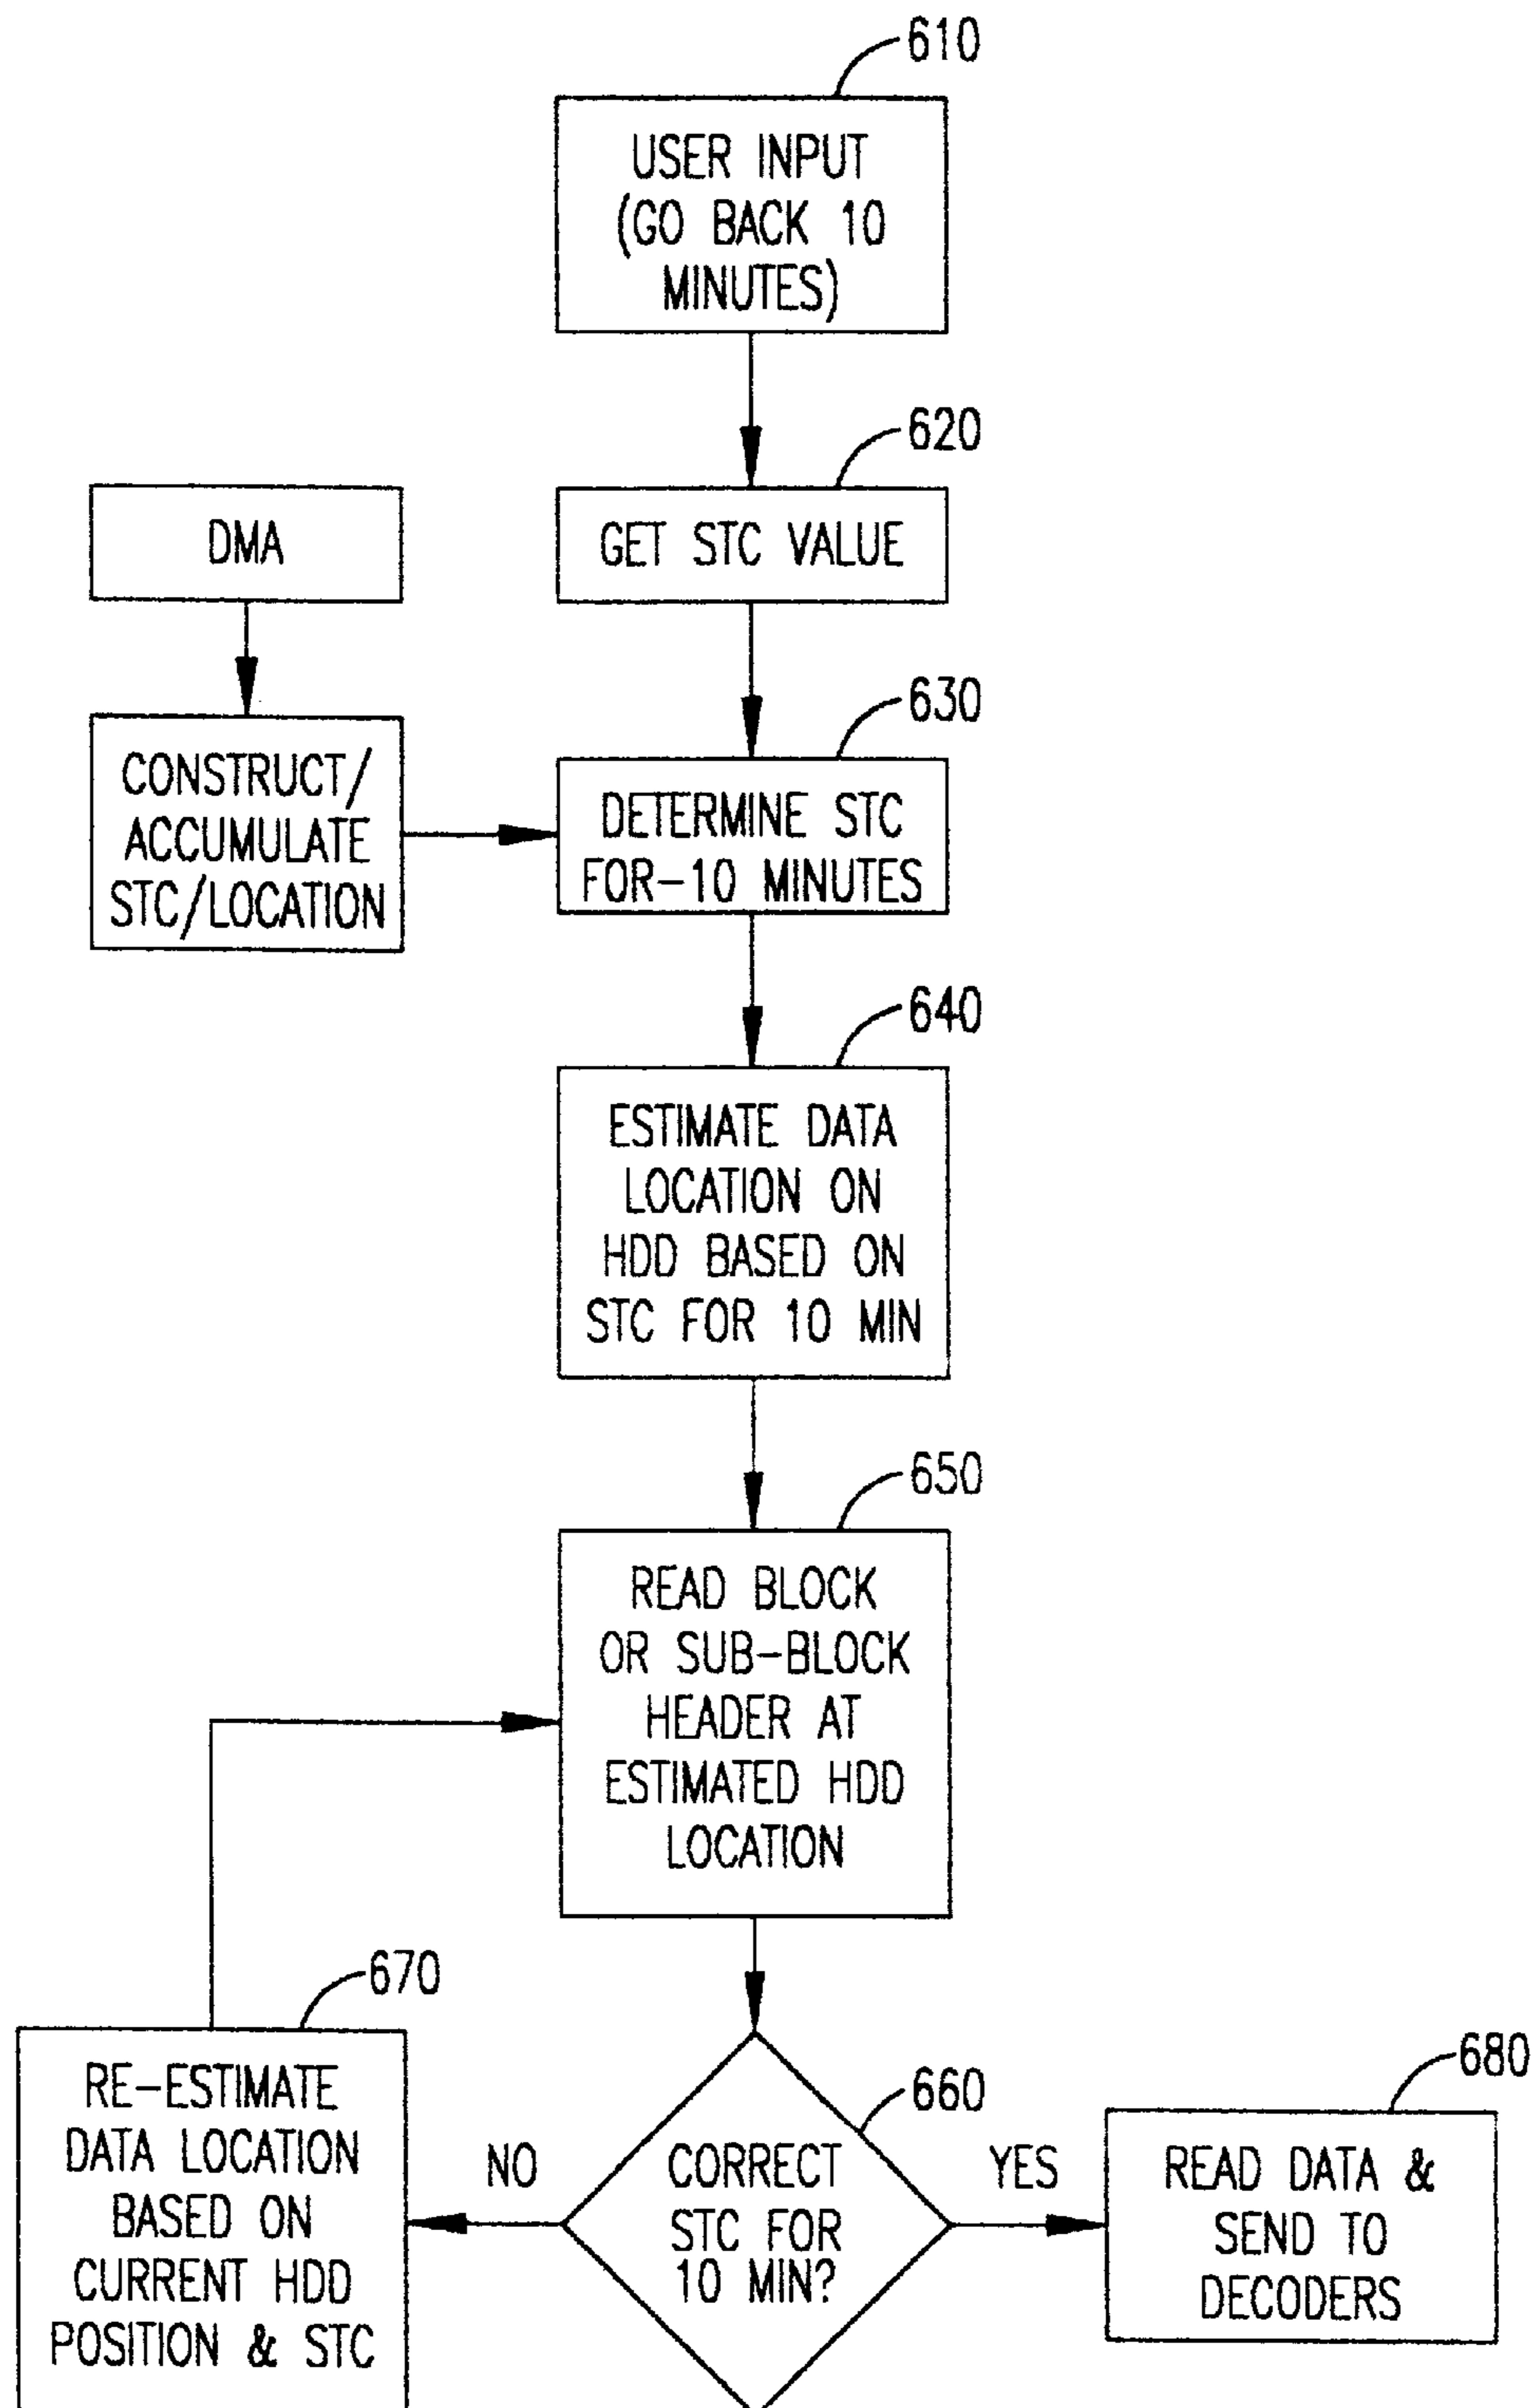 610
USER INPUT
(GO BACK 10
MINUTES)
620
GET STC VALUE
DMA
630
CONSTRUCT/
ACCUMULATE
STC/LOCATION
DETERMINE STC
FOR-10 MINUTES
640
ESTIMATE DATA
LOCATION ON
HDD BASED ON
STC FOR 10 MIN
650
READ BLOCK
OR SUB-BLOCK
HEADER AT
ESTIMATED HDD
LOCATION
670
RE-ESTIMATE
DATA LOCATION
BASED ON
CURRENT HDD
POSITION & STC
NO
660
CORRECT
STC FOR
10 MIN?
YES
680
READ DATA &
SEND TO
DECODERS